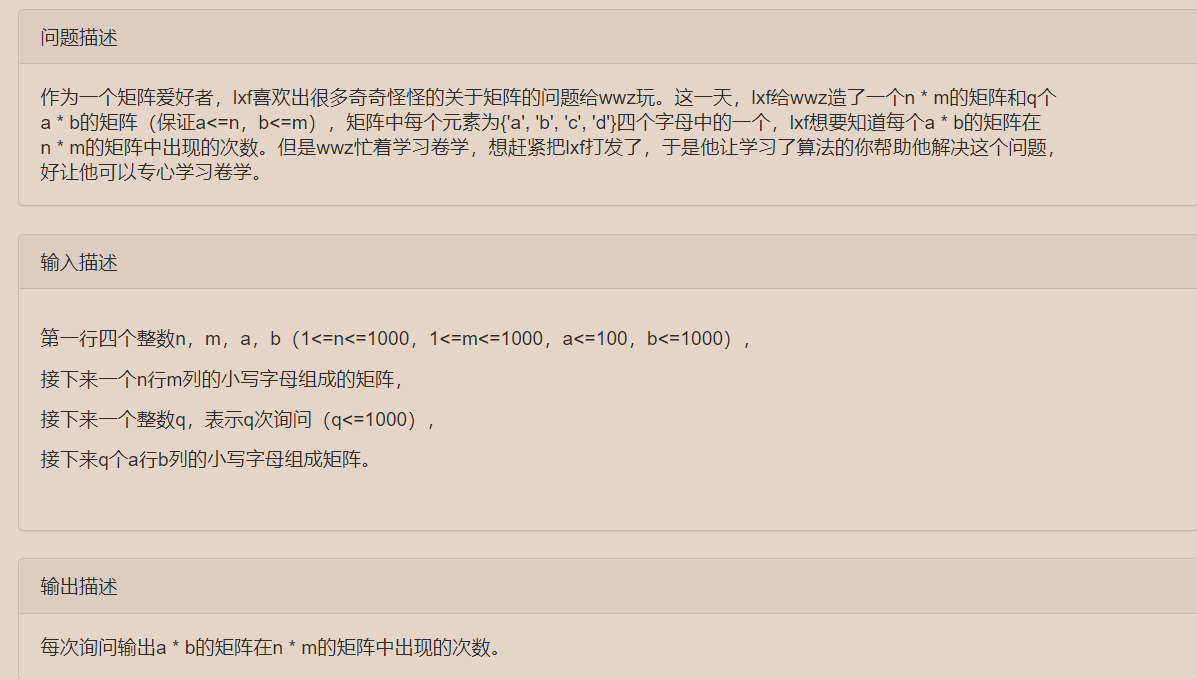 问题描述
作为一个矩阵爱好者，lxf喜欢出很多奇奇怪怪的关于矩阵的问题给wwz玩。这一天，lxf给wwz造了一个n * m的矩阵和q个
a * b的矩阵（保证a<=n，b<=m），矩阵中每个元素为{'a', 'b', 'c', 'd'}四个字母中的一个，lxf想要知道每个a * b的矩阵在
n * m的矩阵中出现的次数。但是wwz忙着学习卷学，想赶紧把lxf打发了，于是他让学习了算法的你帮助他解决这个问题，
好让他可以专心学习卷学。
输入描述
第一行四个整数n，m，a，b（1<=n<=1000，1<=m<=1000，a<=100，b<=1000），
接下来一个n行m列的小写字母组成的矩阵，
接下来一个整数q，表示q次询问（q<=1000），
接下来q个a行b列的小写字母组成矩阵。
输出描述
每次询问输出a * b的矩阵在n * m的矩阵中出现的次数。